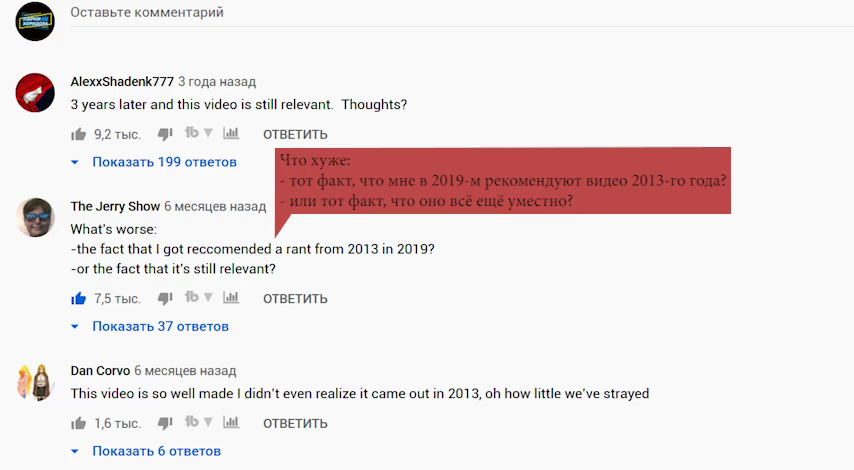 Оставьте комментарий
AlexxShadenk777 3 года назад
3 years later and this video is still relevant. Thoughts?
9,2 тыс. ОТВЕТИТЬ
Показать 199 ответов
Что хуже:
- тот факт, что мне в 2019-м рекомендуют видео 2013-го года?
- или тот факт, что оно всё ещё уместно?
The Jerry Show 6 месяцев назад
What's worse:
-the fact that I got reccomended a rant from 2013 in 2019?
-or the fact that it's still relevant?
7,5 тыс. ОТВЕТИТЬ
Показать 37 ответов
Dan Corvo 6 месяцев назад
This video is so well made I didn't even realize it came out in 2013, oh how little we've strayed
1,6 тыс. ОТВЕТИТЬ
Показать 6 ответов